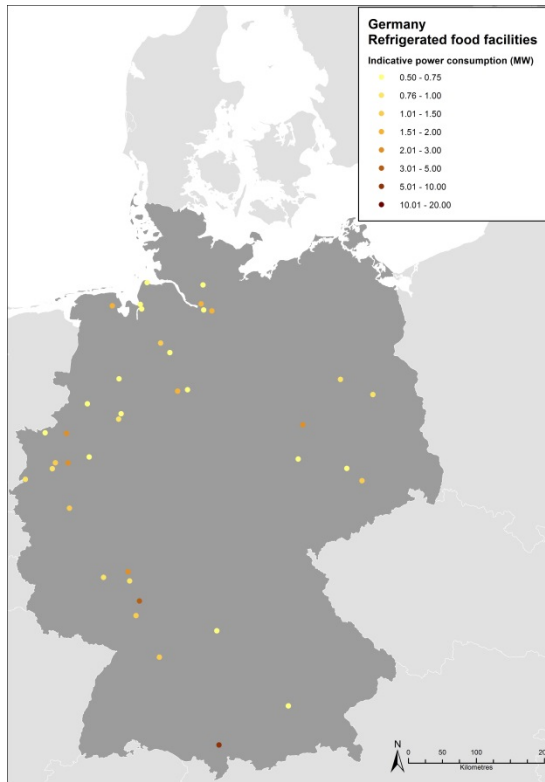 Germany
Refrigerated food facilities
Indicative power consumption (MW)
0.50 - 0.75
0.76 - 1.00
1.01 - 1.50
1.51 - 2.00
2.01 - 3.00
3.01 - 5.00
5.01 - 10.00
10.01 - 20.00
N
0 50 100 20
Kilometres